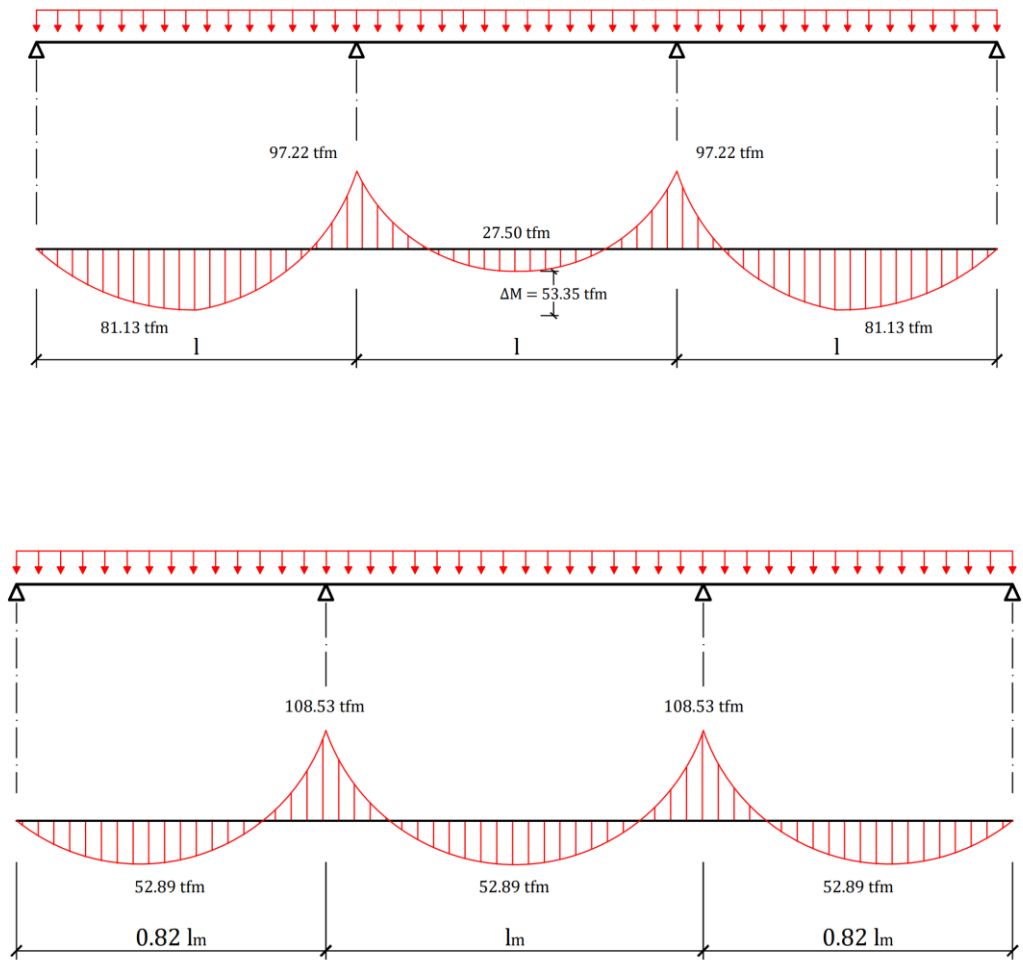 97.22 tfm
97.22 tfm
27.50 tfm
ΔM = 53.35 tfm
81.13 tfm
81.13 tfm
l
l
l
108.53 tfm
108.53 tfm
52.89 tfm
52.89 tfm
52.89 tfm
0.82 lm
lm
0.82 lm